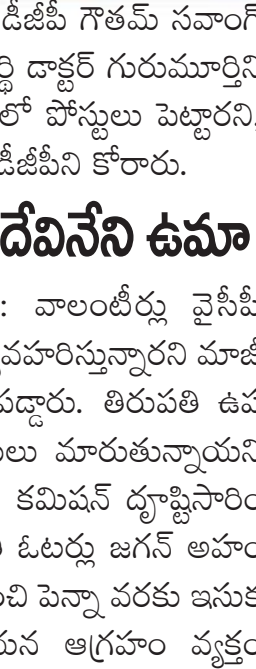 డీజీపీ గౌతమ్ సవాంగ్
ర్థి డాక్టర్ గురుమూర్తిని
లో పోస్టులు పెట్టారని,
డీజీపీని కోరారు.
దేవినేని ఉమా
: వాలంటీర్లు వైసీపీ
వహరిస్తున్నారని మాజీ
పడ్డారు. తిరుపతి ఉప
లు మారుతున్నాయని
కమిషన్ దృష్టిసారిం
ఓటర్లు జగన్ అహం
చి పెన్నా వరకు ఇసుక
యన ఆగ్రహం వ్యక్తం